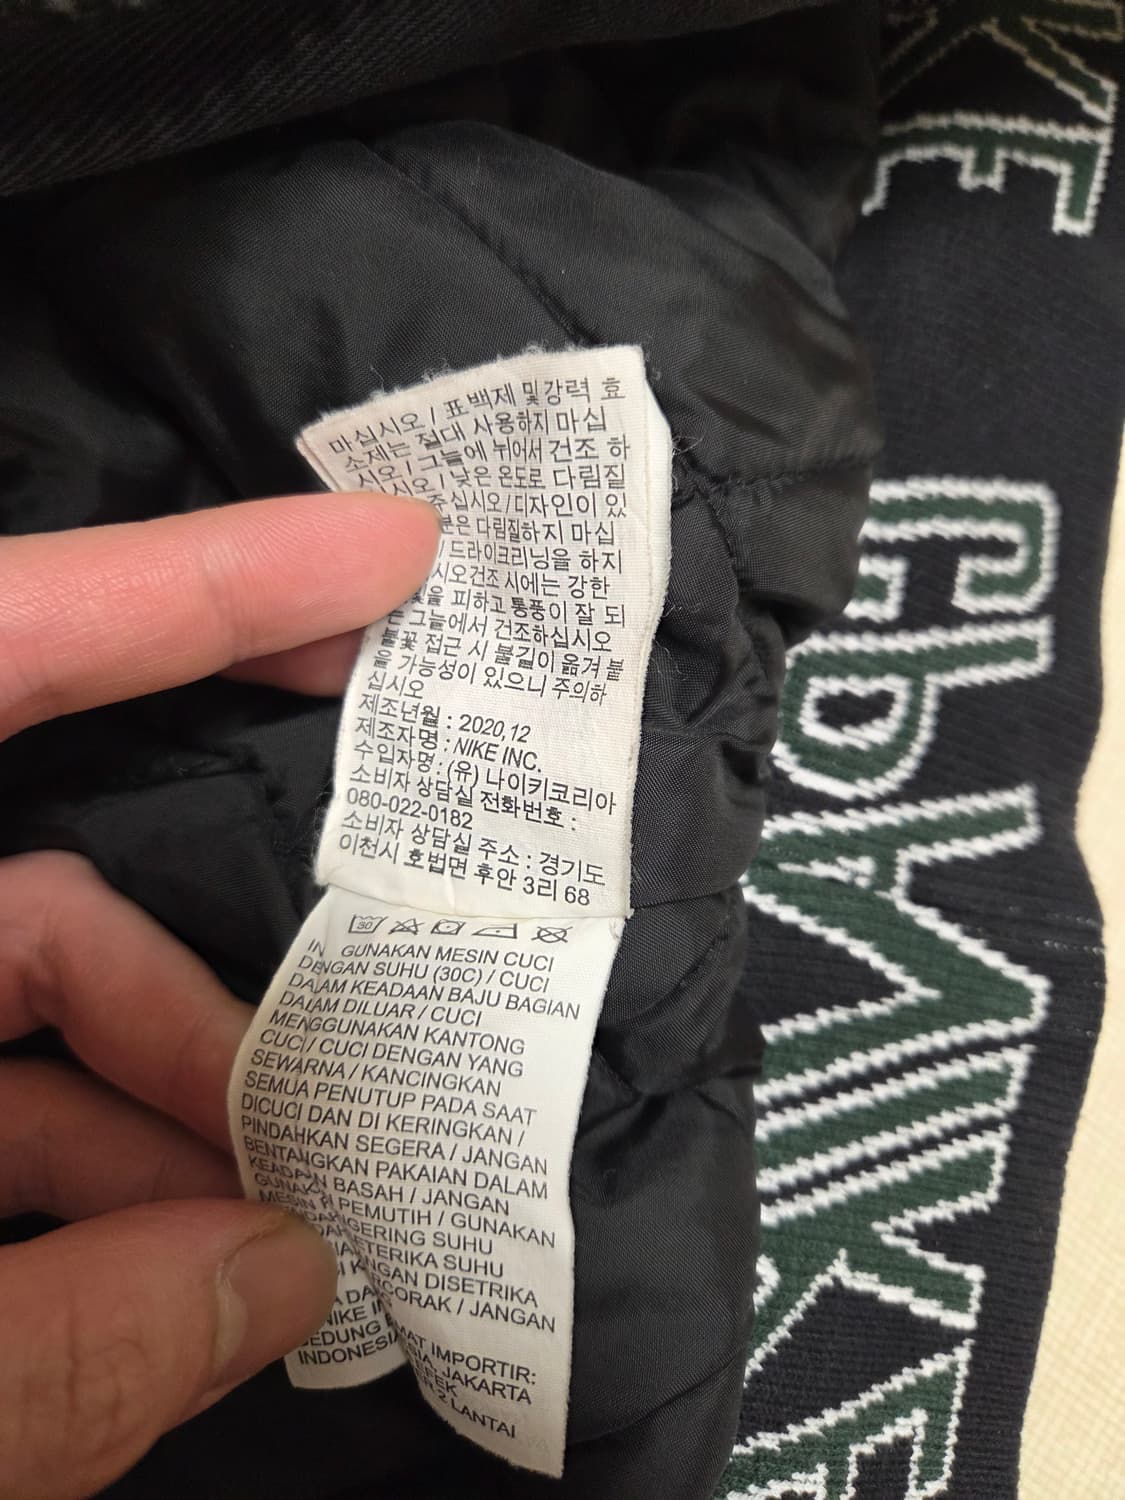 마십시오 / 표백제 및강력 효
소제는 절대 사용하지 마십
시오 / 그늘에 뉘어서 건조 하
십시오 / 낮은 온도로 다림질
십시오 / 디자인이 있
은 다림질하지 마십
/ 드라이크리닝을 하지
시오건조 시에는 강한
을 피하고 통풍이 잘 되
는 그늘에서 건조하십시오
불꽃 접근 시 불길이 옮겨 붙
을 가능성이 있으니 주의하
십시오
제조년월 : 2020,12
제조자명 : NIKE INC.
수입자명 : (유) 나이키코리아
소비자 상담실 전화번호 :
080-022-0182
소비자 상담실 주소 : 경기도
이천시 호법면 후안 3리 68
30
IN GUNAKAN MESIN CUCI
DENGAN SUHU (30C) / CUCI
DALAM KEADAAN BAJU BAGIAN
DALAM DILUAR / CUCI
MENGGUNAKAN KANTONG
CUCI / CUCI DENGAN YANG
SEWARNA / KANCINGKAN
SEMUA PENUTUP PADA SAAT
DICUCI DAN DI KERINGKAN /
PINDAHKAN SEGERA / JANGAN
BENTANGKAN PAKAIAN DALAM
KEADAAN BASAH / JANGAN
GUNAKAN PEMUTIH / GUNAKAN
MESIN PENGERING SUHU
SETERIKA SUHU
JANGAN DISETRIKA
CORAK / JANGAN
IMPORTIR:
JAKARTA
NIKE
GEDUNG
EFEK
LANTAI
INDONESIA